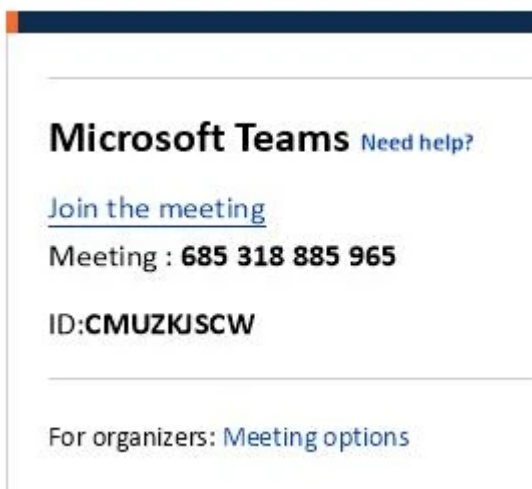 Microsoft Teams Need help?
Join the meeting
Meeting : 685 318 885 965
ID:CMUZKJSCW
For organizers: Meeting options